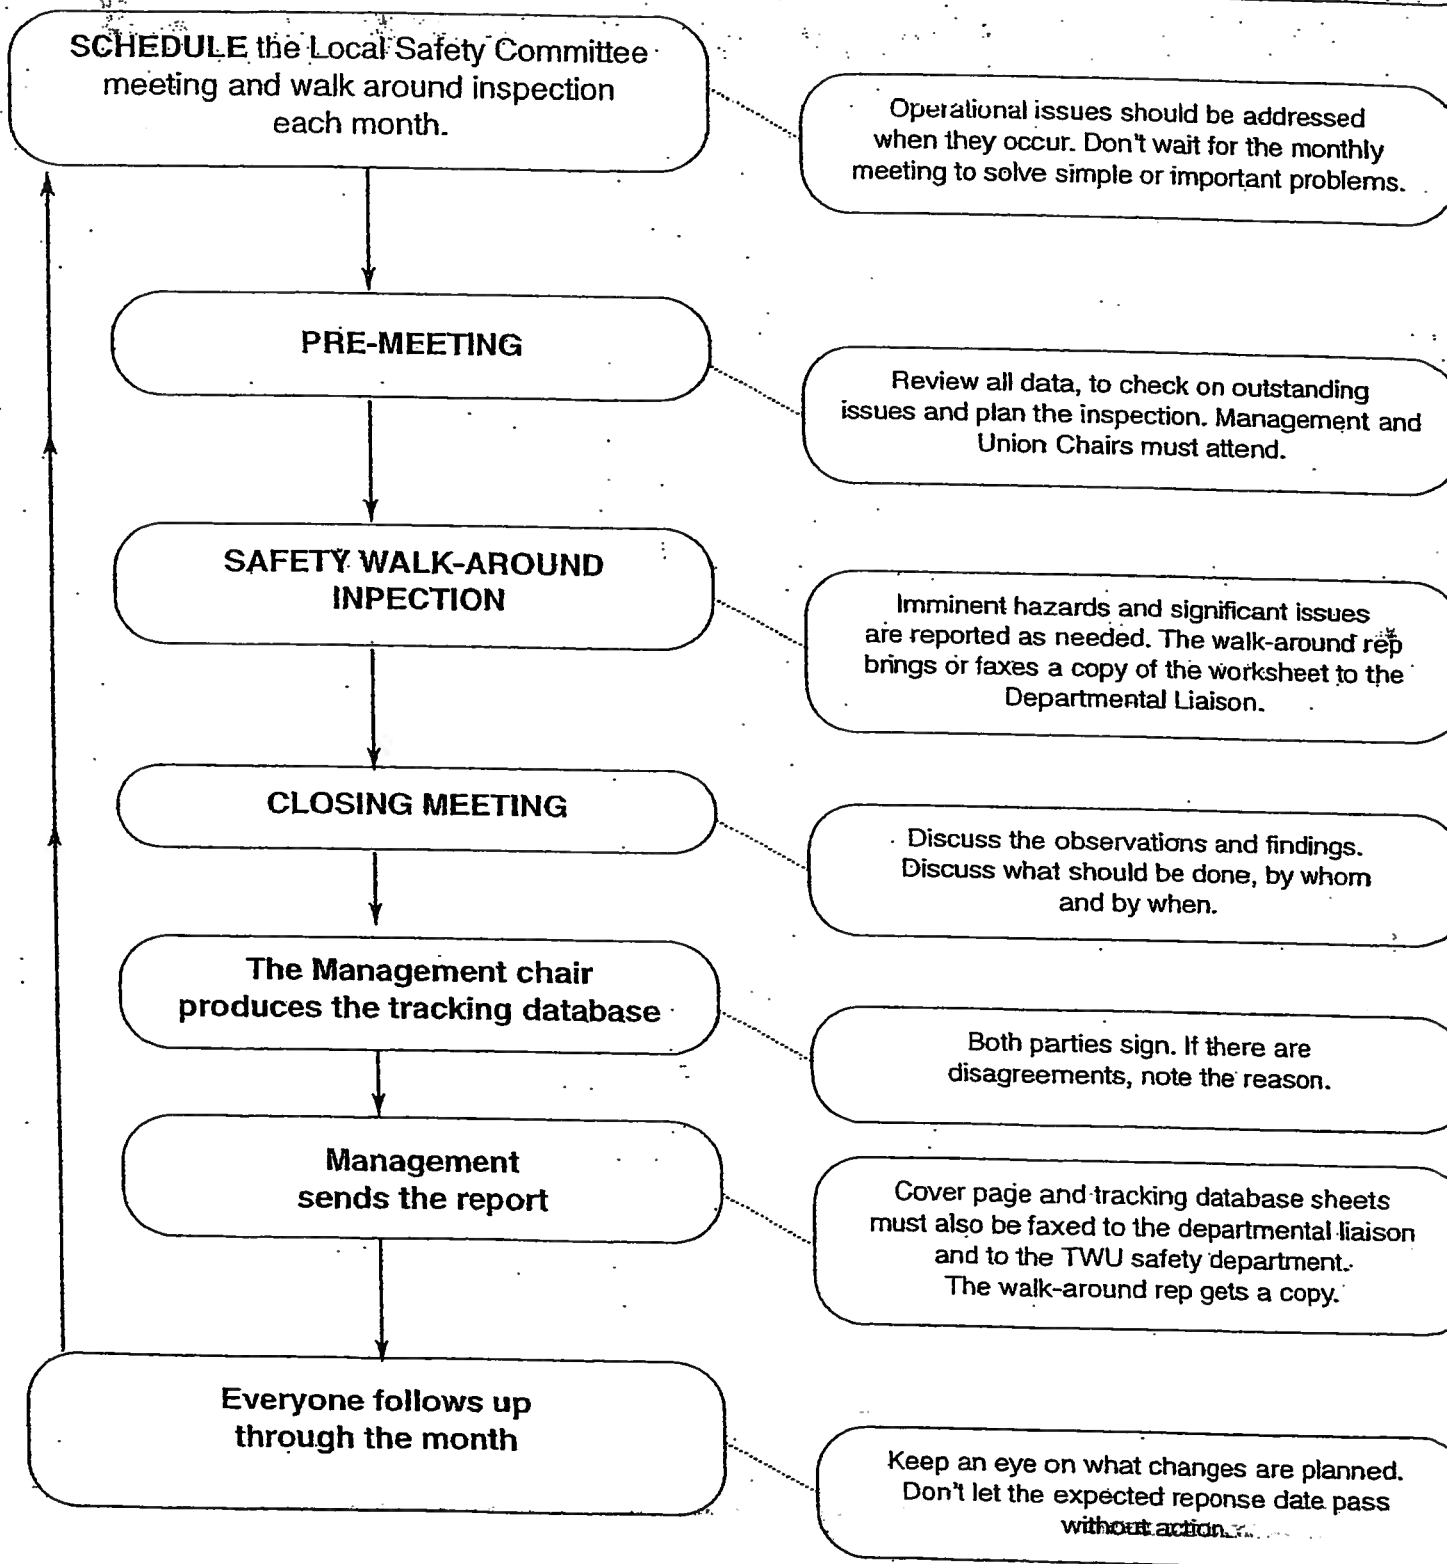 SCHEDULE the Local Safety Committee
meeting and walk around inspection
each month.
Operational issues should be addressed
when they occur. Don't wait for the monthly
meeting to solve simple or important problems.
PRE-MEETING
Review all data, to check on outstanding
issues and plan the inspection. Management and
Union Chairs must attend.
SAFETY WALK-AROUND
INPECTION
Imminent hazards and significant issues
are reported as needed. The walk-around rep
brings or faxes a copy of the worksheet to the
Departmental Liaison.
CLOSING MEETING
Discuss the observations and findings.
Discuss what should be done, by whom
and by when.
The Management chair
produces the tracking database
Both parties sign. If there are
disagreements, note the reason.
Management
sends the report
Cover page and tracking database sheets
must also be faxed to the departmental liaison
and to the TWU safety department.
The walk-around rep gets a copy.
Everyone follows up
through the month
Keep an eye on what changes are planned.
Don't let the expected reponse date pass
without action.